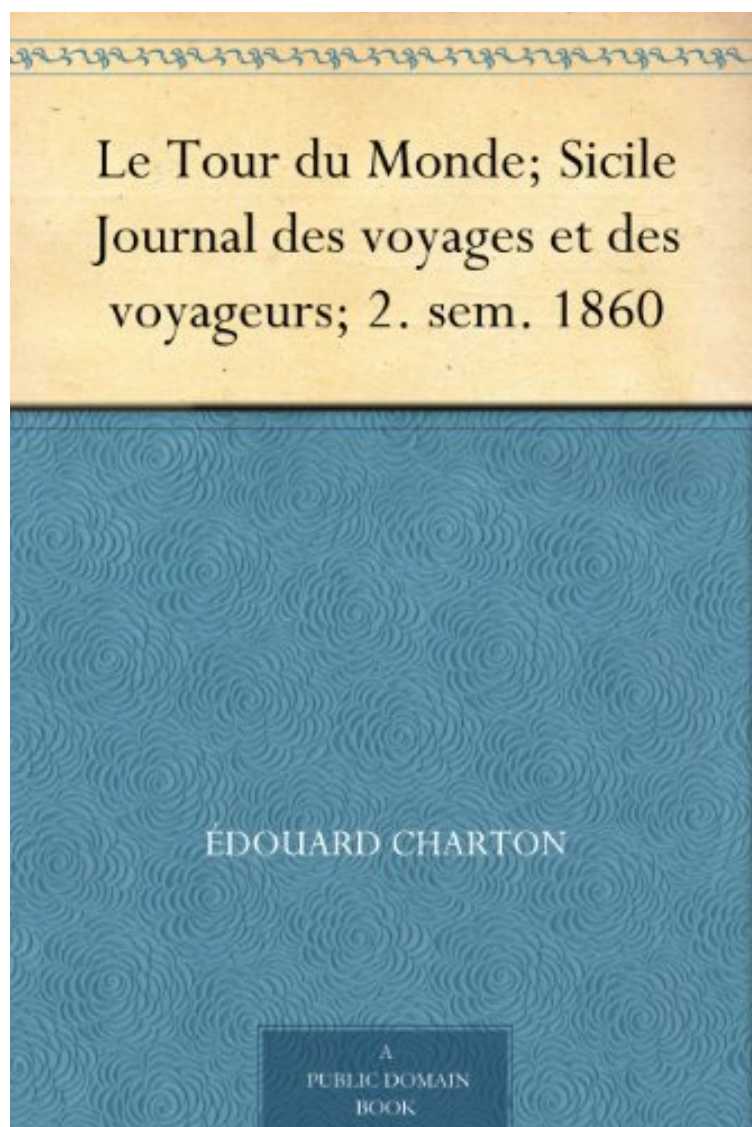 Le Tour du Monde; Sicile
Journal des voyages et des
voyageurs; 2. sem. 1860
ÉDOUARD CHARTON
A
PUBLIC DOMAIN
BOOK